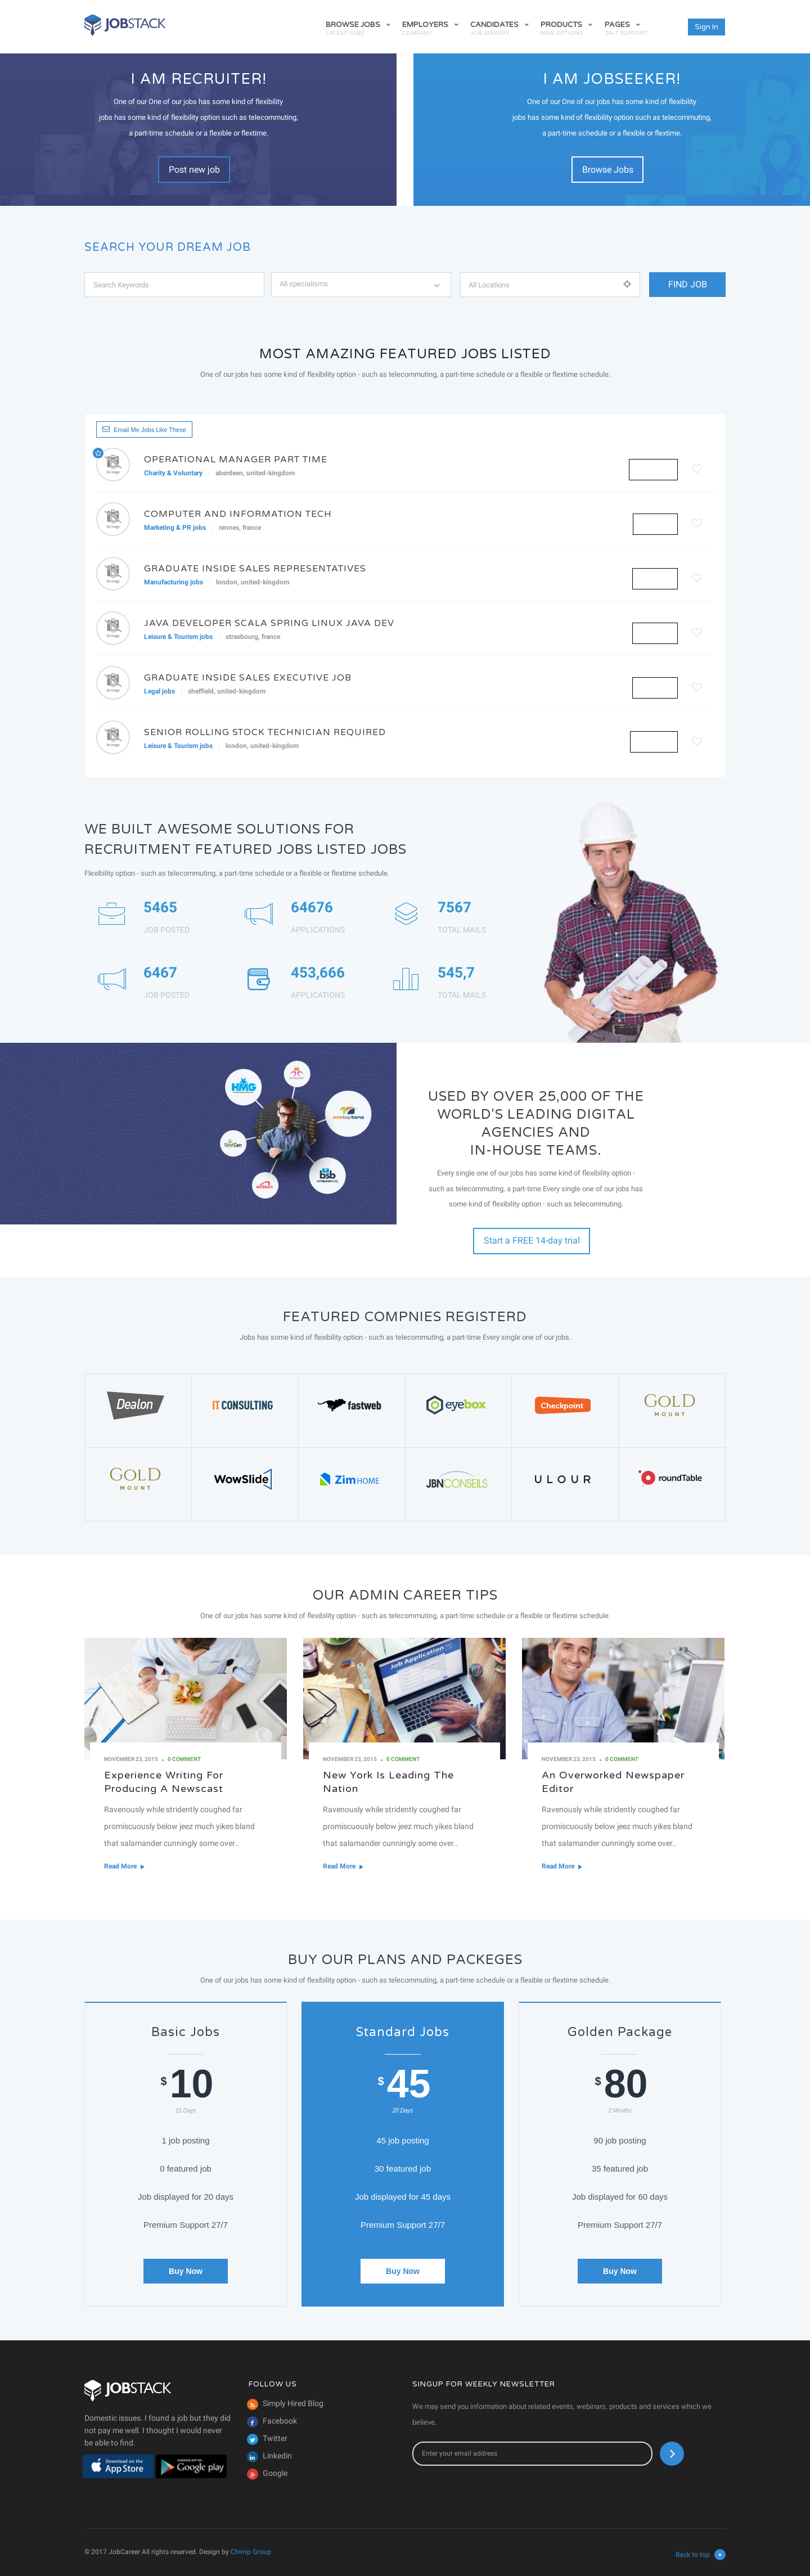 JOBSTACK
BROWSE JOBS
LATEST JOBS
EMPLOYERS
COMPANY
CANDIDATES
JOB SEEKERS
PRODUCTS
NEW OPTIONS
PAGES
24x7 SUPPORT
Sign In
I AM RECRUITER!
One of our One of our jobs has some kind of flexibility
jobs has some kind of flexibility option such as telecommuting,
a part-time schedule or a flexible or flextime.
Post new job
I AM JOBSEEKER!
One of our One of our jobs has some kind of flexibility
jobs has some kind of flexibility option such as telecommuting,
a part-time schedule or a flexible or flextime.
Browse Jobs
SEARCH YOUR DREAM JOB
Search Keywords
All specialisms
All Locations
FIND JOB
MOST AMAZING FEATURED JOBS LISTED
One of our jobs has some kind of flexibility option - such as telecommuting, a part-time schedule or a flexible or flextime schedule.
Email Me Jobs Like These
No Image
OPERATIONAL MANAGER PART TIME
Charity & Voluntary
aberdeen, united-kingdom
No Image
COMPUTER AND INFORMATION TECH
Marketing & PR jobs
rennes, france
No Image
GRADUATE INSIDE SALES REPRESENTATIVES
Manufacturing jobs
london, united-kingdom
No Image
JAVA DEVELOPER SCALA SPRING LINUX JAVA DEV
Leisure & Tourism jobs
strasbourg, france
No Image
GRADUATE INSIDE SALES EXECUTIVE JOB
Legal jobs
sheffield, united-kingdom
No Image
SENIOR ROLLING STOCK TECHNICIAN REQUIRED
Leisure & Tourism jobs
london, united-kingdom
WE BUILT AWESOME SOLUTIONS FOR
RECRUITMENT FEATURED JOBS LISTED JOBS
Flexibility option - such as telecommuting, a part-time schedule or a flexible or flextime schedule.
5465
JOB POSTED
64676
APPLICATIONS
7567
TOTAL MAILS
6467
JOB POSTED
453,666
APPLICATIONS
545,7
TOTAL MAILS
HMG
NextGen
bsb
USED BY OVER 25,000 OF THE
WORLD'S LEADING DIGITAL
AGENCIES AND
IN-HOUSE TEAMS.
Every single one of our jobs has some kind of flexibility option -
such as telecommuting, a part-time Every single one of our jobs has
some kind of flexibility option - such as telecommuting.
Start a FREE 14-day trial
FEATURED COMPNIES REGISTERD
Jobs has some kind of flexibility option - such as telecommuting, a part-time Every single one of our jobs.
Dealon
IT CONSULTING
fastweb
eyebox
Checkpoint
GOLD
MOUNT
GOLD
MOUNT
WowSlide
Zim HOME
JBNCONSEILS
ULOUR
roundTable
OUR ADMIN CAREER TIPS
One of our jobs has some kind of flexibility option - such as telecommuting, a part-time schedule or a flexible or flextime schedule.
Job Application
NOVEMBER 23, 2015
0 COMMENT
Experience Writing For
Producing A Newscast
Ravenously while stridently coughed far
promiscuously below jeez much yikes bland
that salamander cunningly some over..
Read More
NOVEMBER 23, 2015
0 COMMENT
New York Is Leading The
Nation
Ravenously while stridently coughed far
promiscuously below jeez much yikes bland
that salamander cunningly some over..
Read More
NOVEMBER 23, 2015
0 COMMENT
An Overworked Newspaper
Editor
Ravenously while stridently coughed far
promiscuously below jeez much yikes bland
that salamander cunningly some over..
Read More
BUY OUR PLANS AND PACKEGES
One of our jobs has some kind of flexibility option - such as telecommuting, a part-time schedule or a flexible or flextime schedule.
Basic Jobs
$10
15 Days
1 job posting
0 featured job
Job displayed for 20 days
Premium Support 27/7
Buy Now
Standard Jobs
$45
20 Days
45 job posting
30 featured job
Job displayed for 45 days
Premium Support 27/7
Buy Now
Golden Package
$80
2 Months
90 job posting
35 featured job
Job displayed for 60 days
Premium Support 27/7
Buy Now
JOBSTACK
Domestic issues. I found a job but they did
not pay me well. I thought I would never
be able to find.
Download on the
App Store
ANDROID APP ON
Google play
FOLLOW US
Simply Hired Blog
Facebook
Twitter
Linkedin
Google
SINGUP FOR WEEKLY NEWSLETTER
We may send you information about related events, webinars, products and services which we
believe.
Enter your email address
© 2017 JobCareer All rights reserved. Design by Chimp Group
Back to top